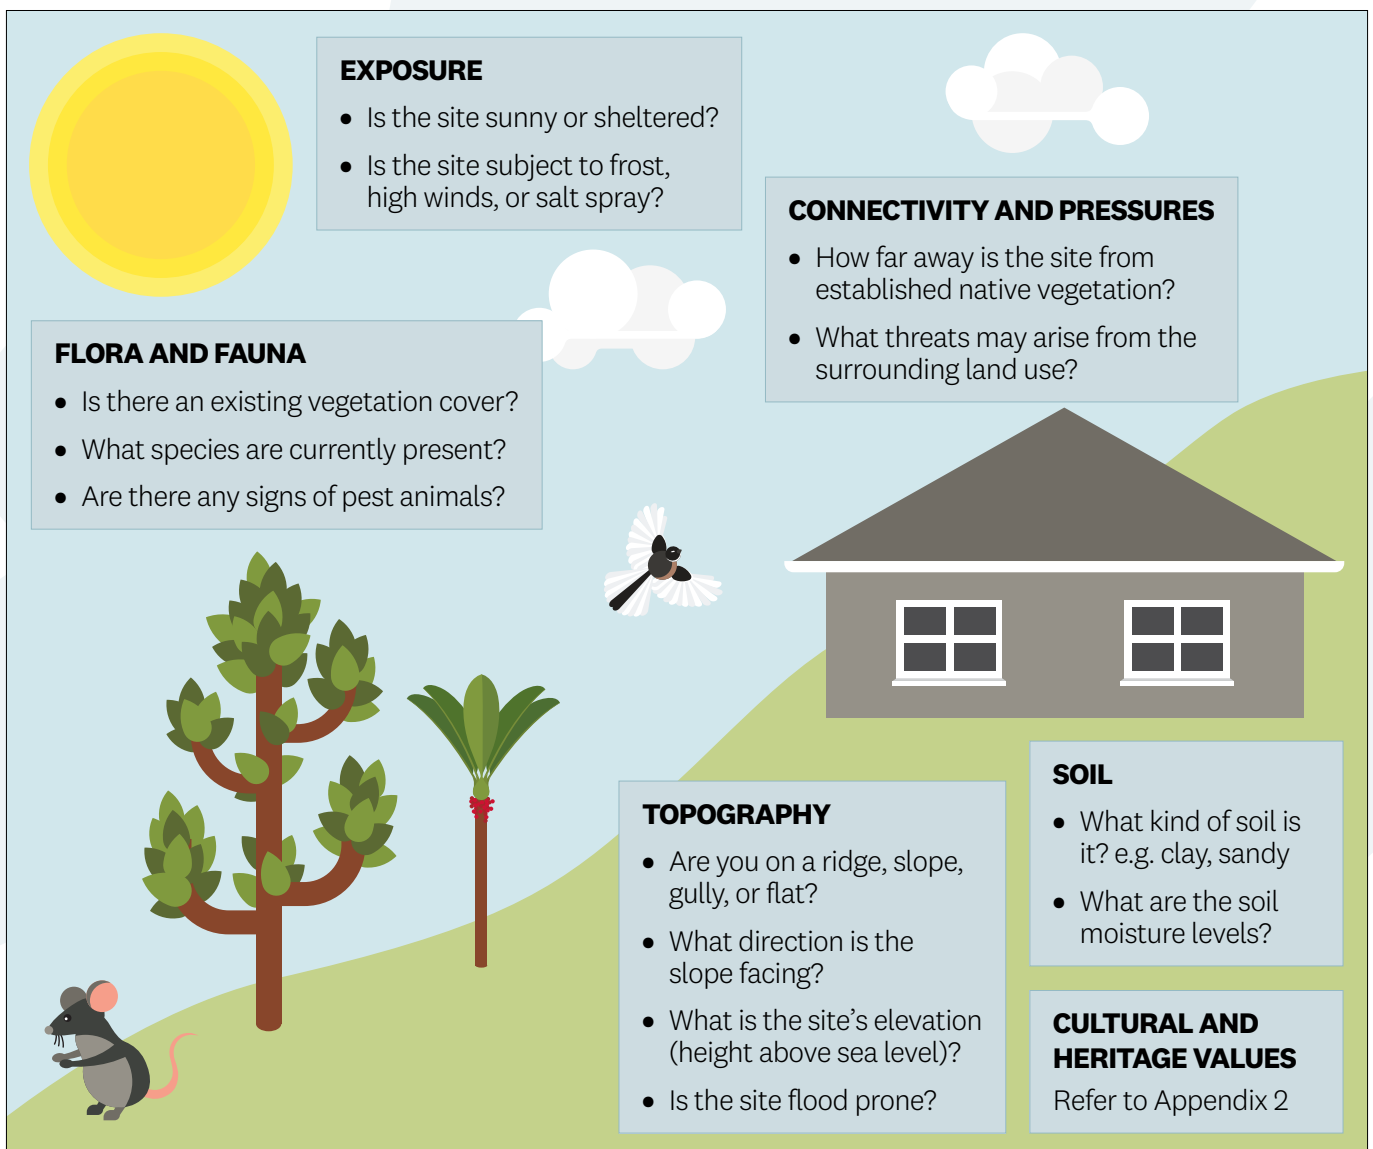 EXPOSURE
• Is the site sunny or sheltered?
• Is the site subject to frost,
high winds, or salt spray?
CONNECTIVITY AND PRESSURES
• How far away is the site from
established native vegetation?
• What threats may arise from the
surrounding land use?
FLORA AND FAUNA
• Is there an existing vegetation cover?
• What species are currently present?
• Are there any signs of pest animals?
TOPOGRAPHY
• Are you on a ridge, slope,
gully, or flat?
• What direction is the
slope facing?
• What is the site’s elevation
(height above sea level)?
• Is the site flood prone?
SOIL
• What kind of soil is
it? e.g. clay, sandy
• What are the soil
moisture levels?
CULTURAL AND
HERITAGE VALUES
Refer to Appendix 2